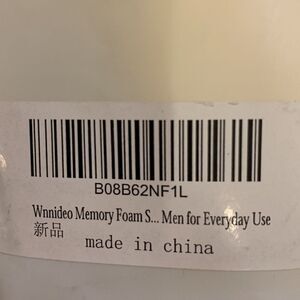 B08B62NF1L
Wnnideo Memory Foam S... Men for Everyday Use
新品
made in china